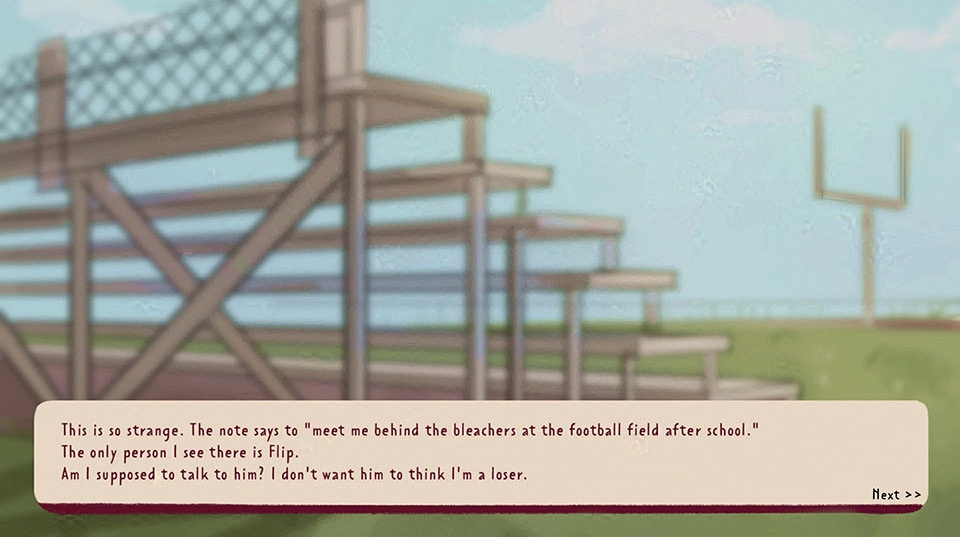 This is so strange. The note says to "meet me behind the bleachers at the football field after school."
The only person I see there is Flip.
Am I supposed to talk to him? I don't want him to think I'm a loser.
Next >>